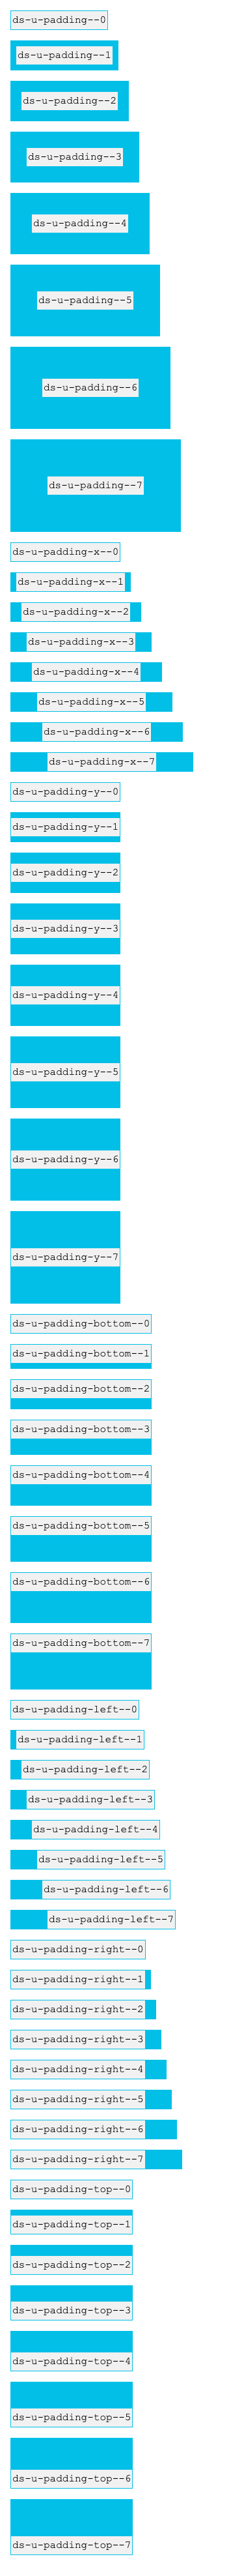 ds-u-padding--0
ds-u-padding--1
ds-u-padding--2
ds-u-padding--3
ds-u-padding--4
ds-u-padding--5
ds-u-padding--6
ds-u-padding--7
ds-u-padding-x--0
ds-u-padding-x--1
ds-u-padding-x--2
ds-u-padding-x--3
ds-u-padding-x--4
ds-u-padding-x--5
ds-u-padding-x--6
ds-u-padding-x--7
ds-u-padding-y--0
ds-u-padding-y--1
ds-u-padding-y--2
ds-u-padding-y--3
ds-u-padding-y--4
ds-u-padding-y--5
ds-u-padding-y--6
ds-u-padding-y--7
ds-u-padding-bottom--0
ds-u-padding-bottom--1
ds-u-padding-bottom--2
ds-u-padding-bottom--3
ds-u-padding-bottom--4
ds-u-padding-bottom--5
ds-u-padding-bottom--6
ds-u-padding-bottom--7
ds-u-padding-left--0
ds-u-padding-left--1
ds-u-padding-left--2
ds-u-padding-left--3
ds-u-padding-left--4
ds-u-padding-left--5
ds-u-padding-left--6
ds-u-padding-left--7
ds-u-padding-right--0
ds-u-padding-right--1
ds-u-padding-right--2
ds-u-padding-right--3
ds-u-padding-right--4
ds-u-padding-right--5
ds-u-padding-right--6
ds-u-padding-right--7
ds-u-padding-top--0
ds-u-padding-top--1
ds-u-padding-top--2
ds-u-padding-top--3
ds-u-padding-top--4
ds-u-padding-top--5
ds-u-padding-top--6
ds-u-padding-top--7